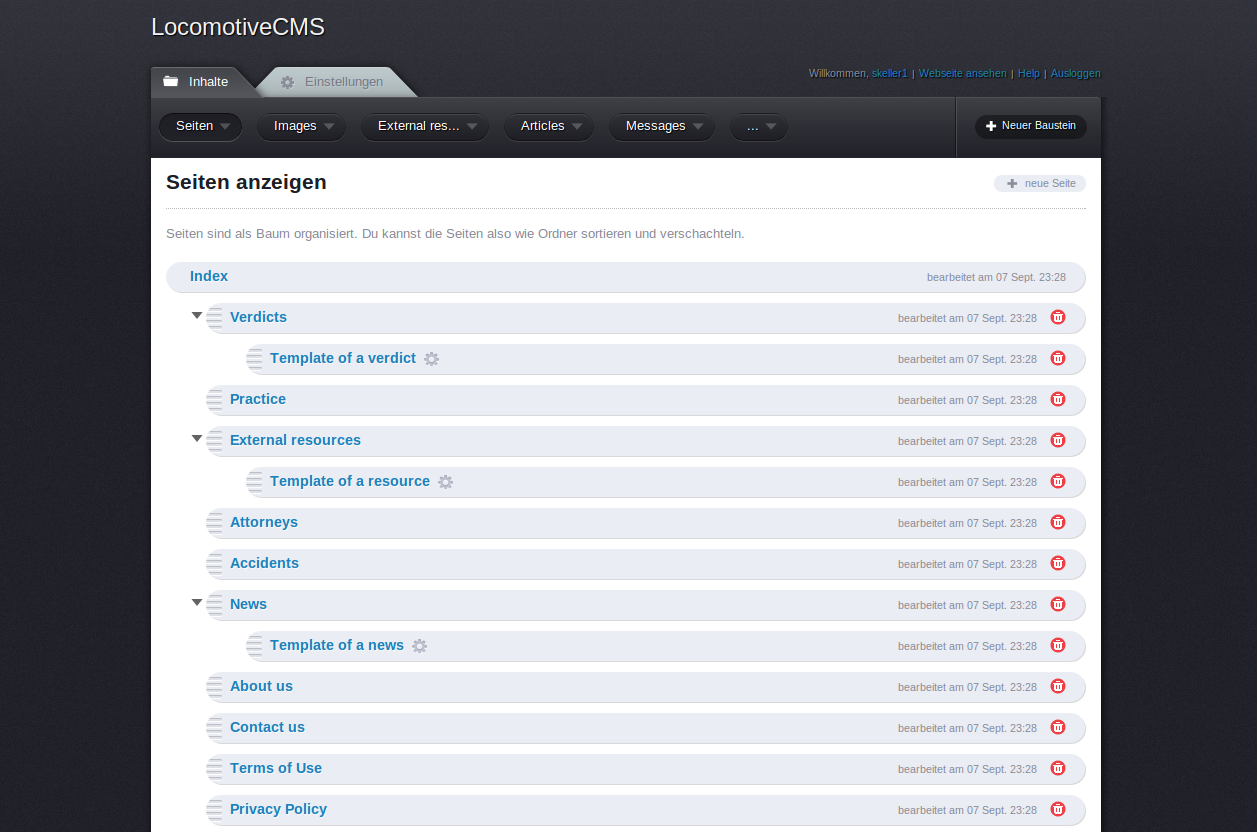 LocomotiveCMS
Inhalte
Einstellungen
Willkommen, skeller1 | Webseite ansehen | Help | Ausloggen
Seiten
Images
External res...
Articles
Messages
...
Neuer Baustein
Seiten anzeigen
neue Seite
Seiten sind als Baum organisiert. Du kannst die Seiten also wie Ordner sortieren und verschachteln.
Index bearbeitet am 07 Sept. 23:28
Verdicts bearbeitet am 07 Sept. 23:28
Template of a verdict bearbeitet am 07 Sept. 23:28
Practice bearbeitet am 07 Sept. 23:28
External resources bearbeitet am 07 Sept. 23:28
Template of a resource bearbeitet am 07 Sept. 23:28
Attorneys bearbeitet am 07 Sept. 23:28
Accidents bearbeitet am 07 Sept. 23:28
News bearbeitet am 07 Sept. 23:28
Template of a news bearbeitet am 07 Sept. 23:28
About us bearbeitet am 07 Sept. 23:28
Contact us bearbeitet am 07 Sept. 23:28
Terms of Use bearbeitet am 07 Sept. 23:28
Privacy Policy bearbeitet am 07 Sept. 23:28